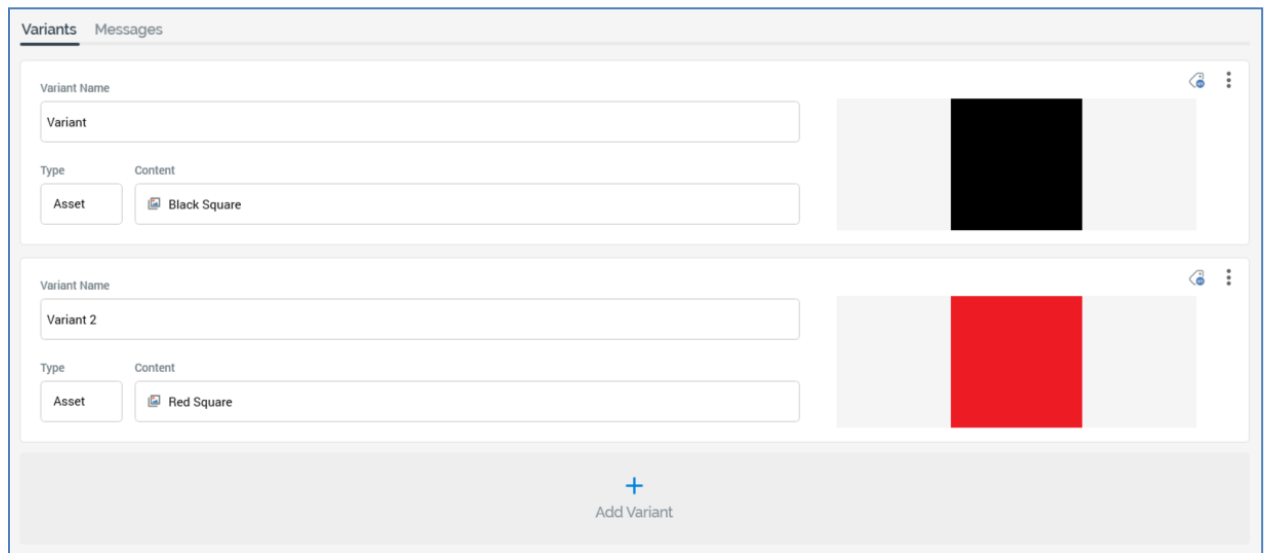 Variants Messages
Variant Name
Variant
Type Content
Asset Black Square
Variant Name
Variant 2
Type Content
Asset Red Square
+
Add Variant